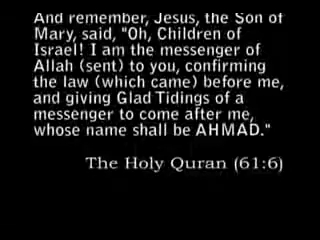 And remember, Jesus, the Son of
Mary, said, "Oh, Children of
Israel! I am the messenger of
Allah (sent) to you, confirming
the law (which came) before me,
and giving Glad Tidings of a
messenger to come after me,
whose name shall be AHMAD."
The Holy Quran (61:6)